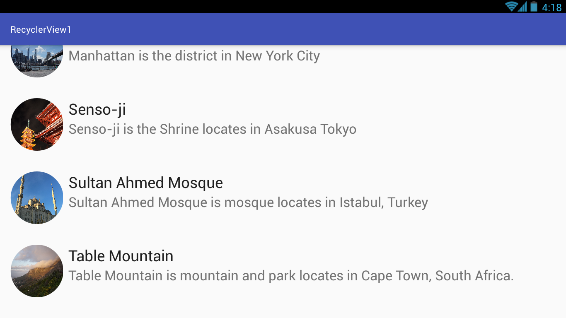 4:18
RecyclerView1
Manhattan is the district in New York City
Senso-ji
Senso-ji is the Shrine locates in Asakusa Tokyo
Sultan Ahmed Mosque
Sultan Ahmed Mosque is mosque locates in Istabul, Turkey
Table Mountain
Table Mountain is mountain and park locates in Cape Town, South Africa.